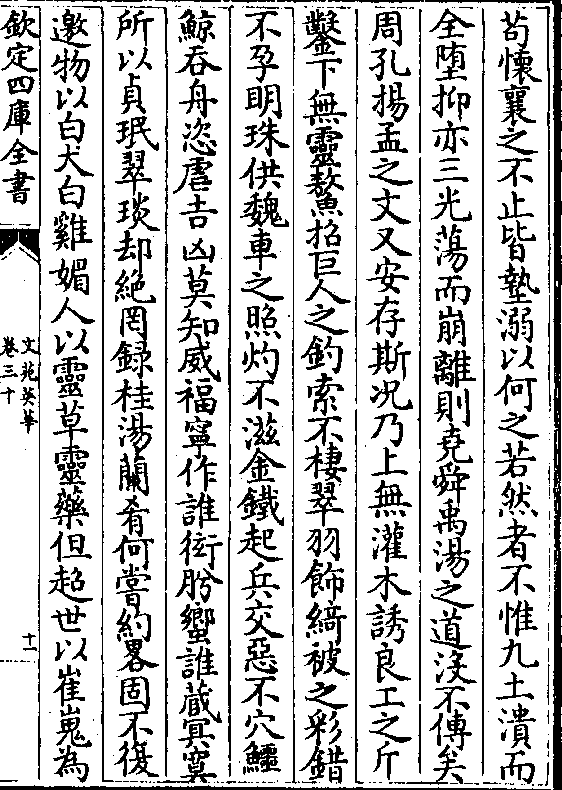 苟懷襄之不止皆墊溺以何之若然者不惟九土潰而
全墮抑亦三光蕩而崩離則堯舜禹湯之道沒不傳矣
周孔揚孟之文又安存斯况乃上無灌木誘良工之斤
鑿下無靈鼇招巨人之釣索不棲翠羽飾締被之彩錯
不孕明珠供魏車之照灼不滋金鐵起兵交惡不穴鱷
鯨吞舟恣虐吉凶莫知威福寧作誰衒肹蠁誰蔵冥寞
所以貞珉翠琰却絶罔録桂湯蘭肴何嘗約畧固不復
邀物以白犬白雞媚人以靈草靈藥但超世以崔嵬為
欽定四庫全書
文苑英華
卷三十
十一